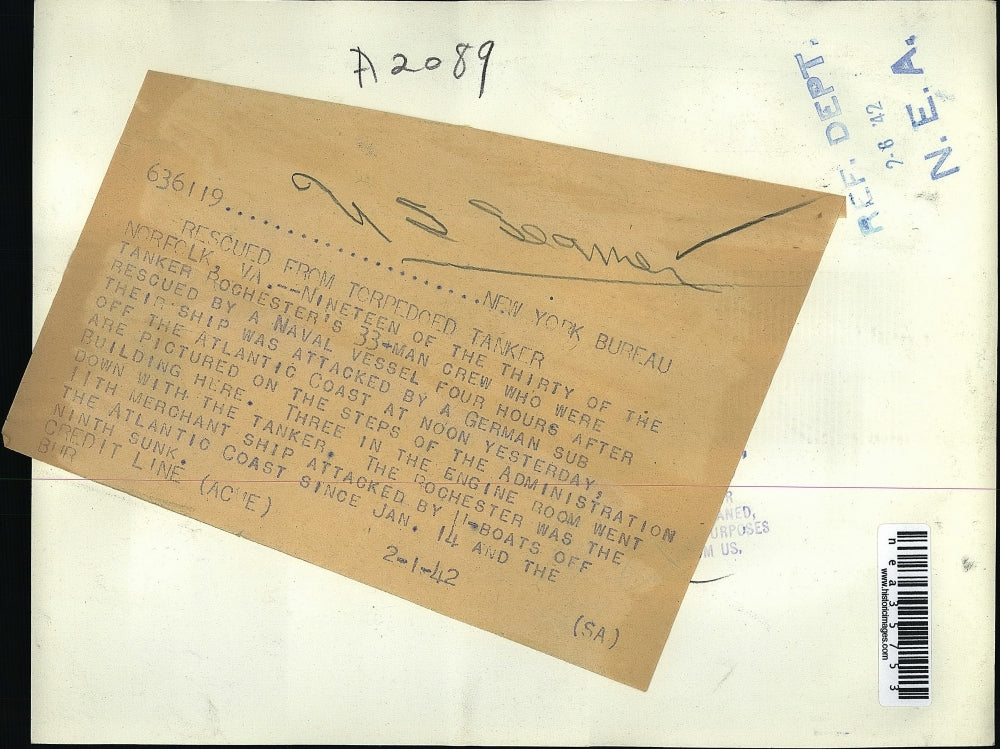 A2089
REF. DEPT.
2.8 '42
N. E. A.
U S Seamen
636119..............................NEW YORK BUREAU
RESCUED FROM TORPEDOED TANKER
NORFOLK, VA.--NINETEEN OF THE THIRTY OF THE
TANKER ROCHESTER'S 33-MAN CREW WHO WERE
RESCUED BY A NAVAL VESSEL FOUR HOURS AFTER
THEIR SHIP WAS ATTACKED BY A GERMAN SUB
OFF THE ATLANTIC COAST AT NOON YESTERDAY,
ARE PICTURED ON THE STEPS OF THE ADMINISTRATION
BUILDING HERE. THREE IN THE ENGINE ROOM WENT
DOWN WITH THE TANKER. THE ROCHESTER WAS THE
11TH MERCHANT SHIP ATTACKED BY U-BOATS OFF
THE ATLANTIC COAST SINCE JAN. 14 AND THE
NINTH SUNK.
CREDIT LINE (ACME) 2-1-42
BUR (SA)
ANED,
URPOSES
M US,
nea35753
www.historicimages.com